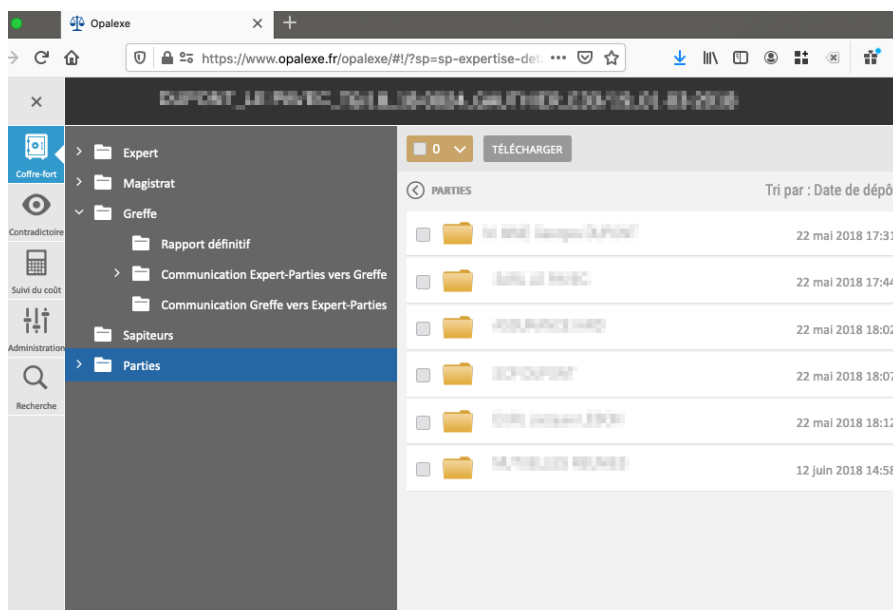 Opalexe
https://www.opalexe.fr/opalexe/#!/?sp=sp-expertise-det
Coffre-fort
Contradictoire
Suivi du coût
Administration
Recherche
Expert
Magistrat
Greffe
Rapport définitif
Communication Expert-Parties vers Greffe
Communication Greffe vers Expert-Parties
Sapiteurs
Parties
0 TÉLÉCHARGER
PARTIES Tri par : Date de dépô
22 mai 2018 17:31
22 mai 2018 17:44
22 mai 2018 18:02
22 mai 2018 18:07
22 mai 2018 18:12
12 juin 2018 14:58